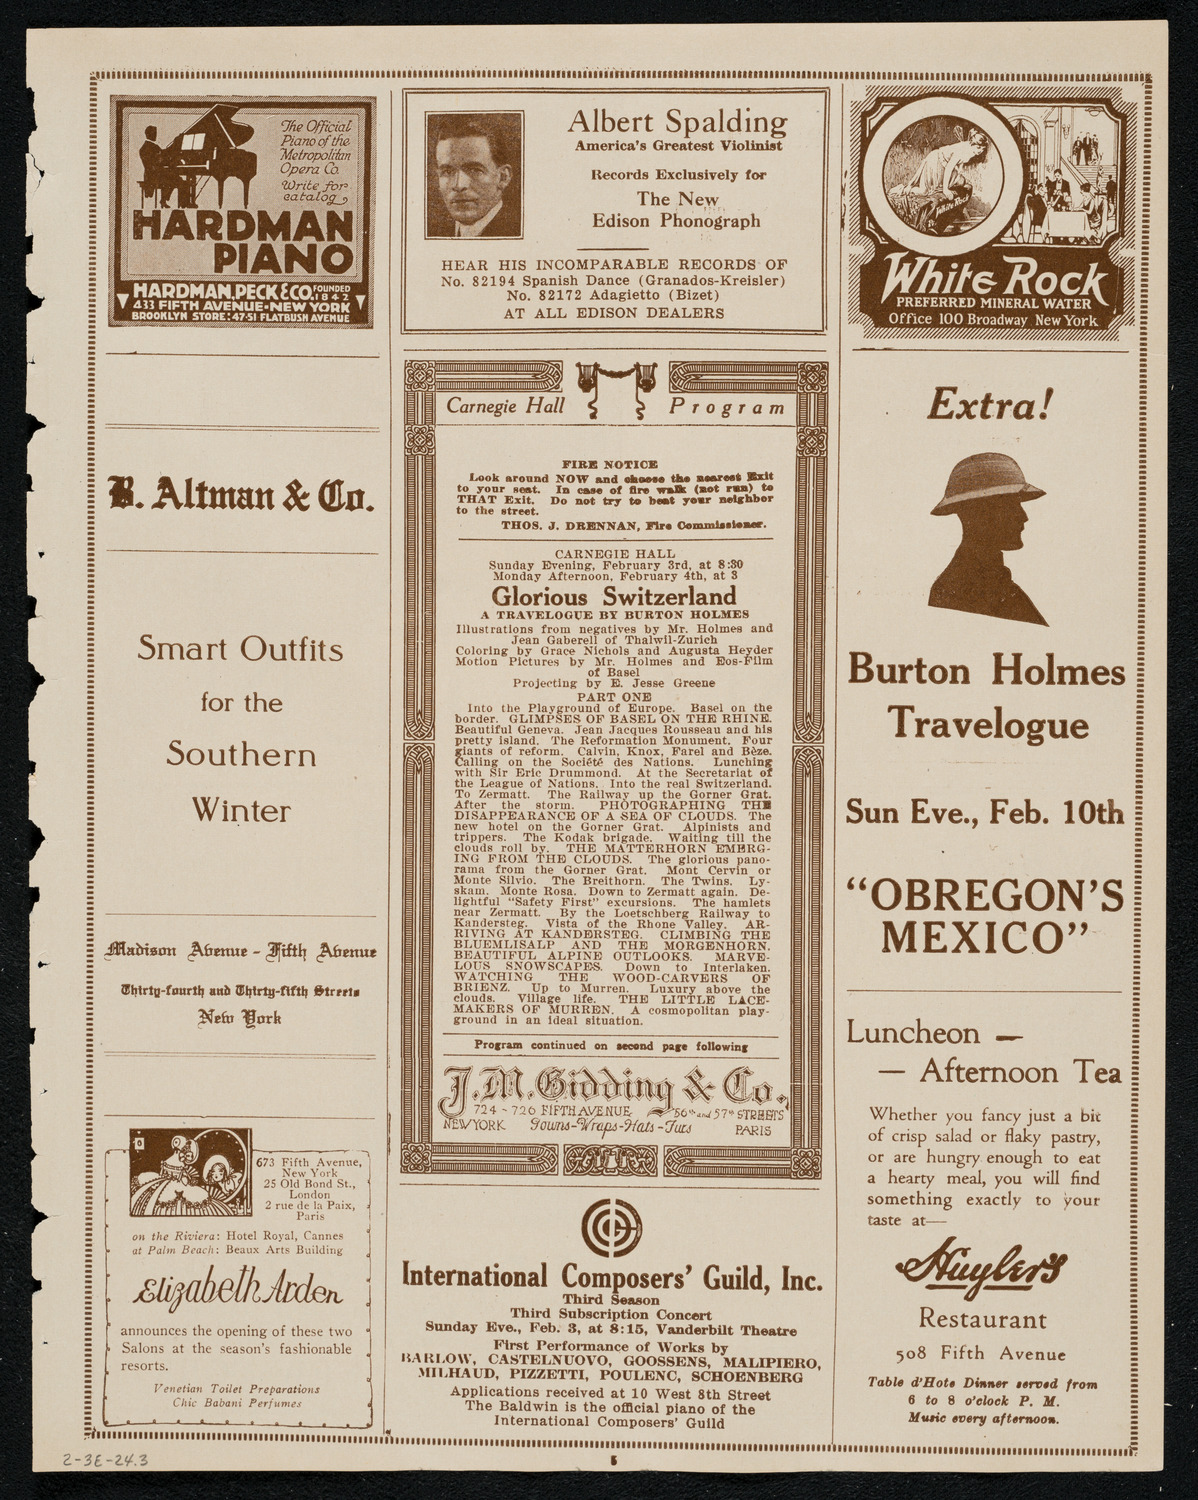 The Official
Piano of the
Metropolitan
Opera Co.
Write for
catalog
HARDMAN
PIANO
HARDMAN, PECK & CO. FOUNDED 1842
433 FIFTH AVENUE-NEW YORK
BROOKLYN STORE: 47-51 FLATBUSH AVENUE
B. Altman & Co.
Smart Outfits
for the
Southern
Winter
Madison Avenue - Fifth Avenue
Thirty-fourth and Thirty-fifth Streets
New York
673 Fifth Avenue,
New York
25 Old Bond St.,
London
2 rue de la Paix,
Paris
on the Riviera: Hotel Royal, Cannes
at Palm Beach: Beaux Arts Building
Elizabeth Arden
announces the opening of these two
Salons at the season's fashionable
resorts.
Venetian Toilet Preparations
Chic Babani Perfumes
Albert Spalding
America's Greatest Violinist
Records Exclusively for
The New
Edison Phonograph
HEAR HIS INCOMPARABLE RECORDS OF
No. 82194 Spanish Dance (Granados-Kreisler)
No. 82172 Adagietto (Bizet)
AT ALL EDISON DEALERS
Carnegie Hall Program
FIRE NOTICE
Look around NOW and choose the nearest Exit
to your seat. In case of fire walk (not run) to
THAT Exit. Do not try to beat your neighbor
to the street.
THOS. J. DRENNAN, Fire Commissioner.
CARNEGIE HALL
Sunday Evening, February 3rd, at 8:30
Monday Afternoon, February 4th, at 3
Glorious Switzerland
A TRAVELOGUE BY BURTON HOLMES
Illustrations from negatives by Mr. Holmes and
Jean Gaberell of Thalwil-Zurich
Coloring by Grace Nichols and Augusta Heyder
Motion Pictures by Mr. Holmes and Eos-Film
of Basel
Projecting by E. Jesse Greene
PART ONE
Into the Playground of Europe. Basel on the
border. GLIMPSES OF BASEL ON THE RHINE.
Beautiful Geneva. Jean Jacques Rousseau and his
pretty island. The Reformation Monument. Four
giants of reform. Calvin, Knox, Farel and Bèze.
Calling on the Société des Nations. Lunching
with Sir Eric Drummond. At the Secretariat of
the League of Nations. Into the real Switzerland.
To Zermatt. The Railway up the Gorner Grat.
After the storm. PHOTOGRAPHING THE
DISAPPEARANCE OF A SEA OF CLOUDS. The
new hotel on the Gorner Grat. Alpinists and
trippers. The Kodak brigade. Waiting till the
clouds roll by. THE MATTERHORN EMERG-
ING FROM THE CLOUDS. The glorious pano-
rama from the Gorner Grat. Mont Cervin or
Monte Silvio. The Breithorn. The Twins. Ly-
skam. Monte Rosa. Down to Zermatt again. De-
lightful "Safety First" excursions. The hamlets
near Zermatt. By the Loetschberg Railway to
Kandersteg. Vista of the Rhone Valley. AR-
RIVING AT KANDERSTEG. CLIMBING THE
BLUEMLISALP AND THE MORGENHORN.
BEAUTIFUL ALPINE OUTLOOKS. MARVE-
LOUS SNOWSCAPES. Down to Interlaken.
WATCHING THE WOOD-CARVERS OF
BRIENZ. Up to Murren. Luxury above the
clouds. Village life. THE LITTLE LACE-
MAKERS OF MURREN. A cosmopolitan play-
ground in an ideal situation.
Program continued on second page following
J.M. Gidding & Co.
724 - 726 FIFTH AVENUE 56th and 57th STREETS
NEW YORK Gowns-Wraps-Hats-Furs PARIS
International Composers' Guild, Inc.
Third Season
Third Subscription Concert
Sunday Eve., Feb. 3, at 8:15, Vanderbilt Theatre
First Performance of Works by
BARLOW, CASTELNUOVO, GOOSSENS, MALIPIERO,
MILHAUD, PIZZETTI, POULENC, SCHOENBERG
Applications received at 10 West 8th Street
The Baldwin is the official piano of the
International Composers' Guild
White Rock
White Rock
PREFERRED MINERAL WATER
Office 100 Broadway New York
Extra!
Burton Holmes
Travelogue
Sun Eve., Feb. 10th
"OBREGON'S
MEXICO"
Luncheon —
— Afternoon Tea
Whether you fancy just a bit
of crisp salad or flaky pastry,
or are hungry enough to eat
a hearty meal, you will find
something exactly to your
taste at—
Huyler's
Restaurant
508 Fifth Avenue
Table d'Hote Dinner served from
6 to 8 o'clock P. M.
Music every afternoon.
2-3E-24.3
5